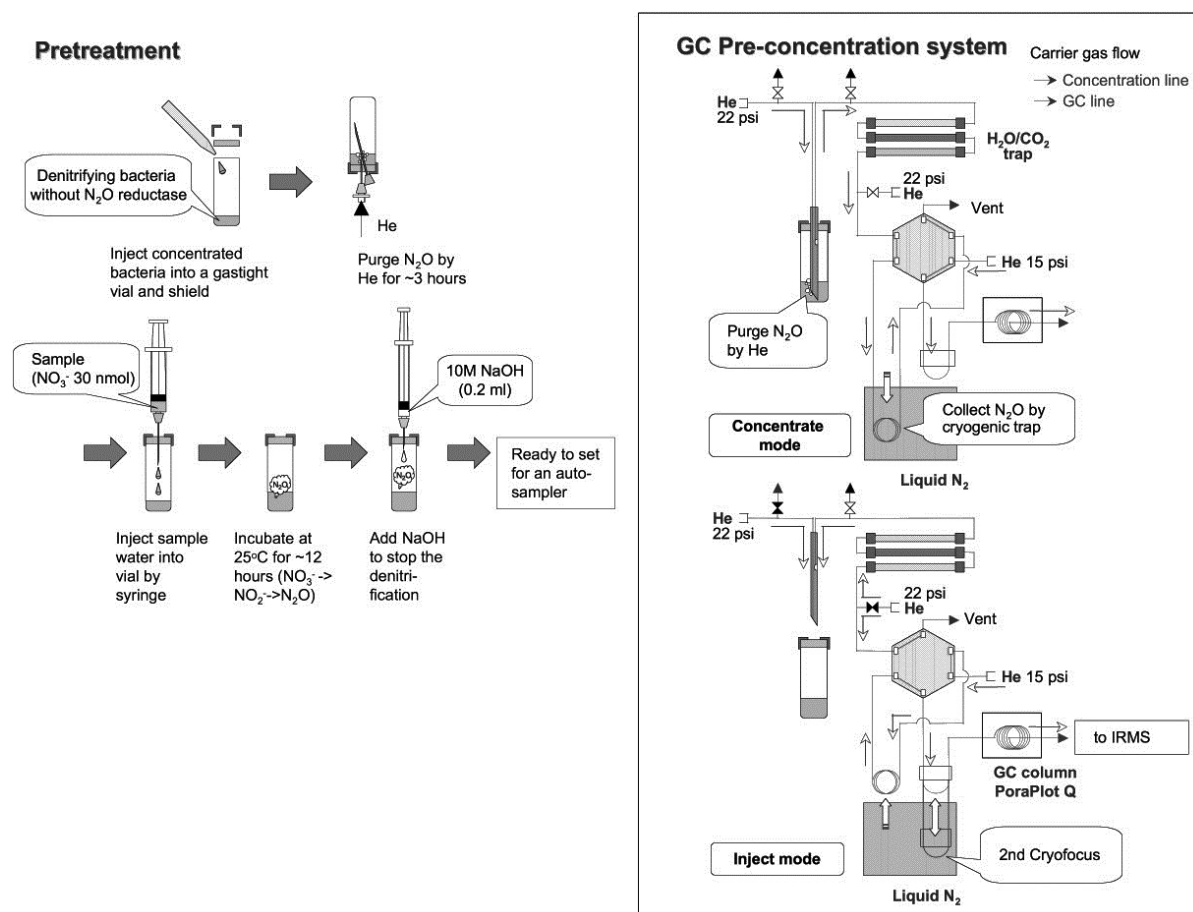 Pretreatment
Denitrifying bacteria
without N₂O reductase
He
Inject concentrated
bacteria into a gastight
vial and shield
Purge N₂O by
He for ~3 hours
Sample
(NO₃⁻ 30 nmol)
10M NaOH
(0.2 ml)
N₂O
N₂O
Ready to set
for an auto-
sampler
Inject sample
water into
vial by
syringe
Incubate at
25°C for ~12
hours (NO₃⁻->
NO₂⁻->N₂O)
Add NaOH
to stop the
denitri-
fication
GC Pre-concentration system
Carrier gas flow
Concentration line
GC line
He
22 psi
H₂O/CO₂
trap
22 psi
He
Vent
He 15 psi
Purge N₂O
by He
Collect N₂O by
cryogenic trap
Concentrate
mode
Liquid N₂
He
22 psi
22 psi
He
Vent
He 15 psi
to IRMS
GC column
PoraPlot Q
Inject mode
2nd Cryofocus
Liquid N₂